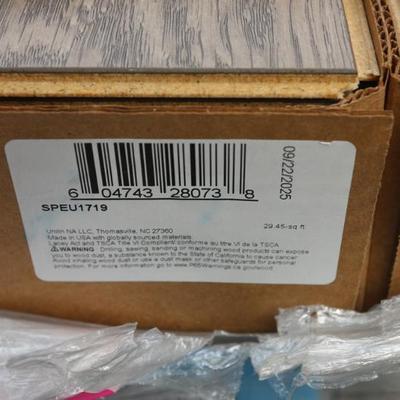 6 04743 28073 8
09/22/2025
SPEU1719
Unilin NA LLC, Thomasville, NC 27360
29.45-sq ft
Made in USA with globally sourced materials
Lacey Act and TSCA Title VI Compliant/ conforme au titre VI de la TSCA
⚠WARNING Drilling, sawing, sanding or machining wood products can expose
you to wood dust, a substance known to the State of California to cause cancer.
Avoid inhaling wood dust or use a dust mask or other safeguards for personal
protection. For more information go to www.P65Warnings.ca.gov/wood